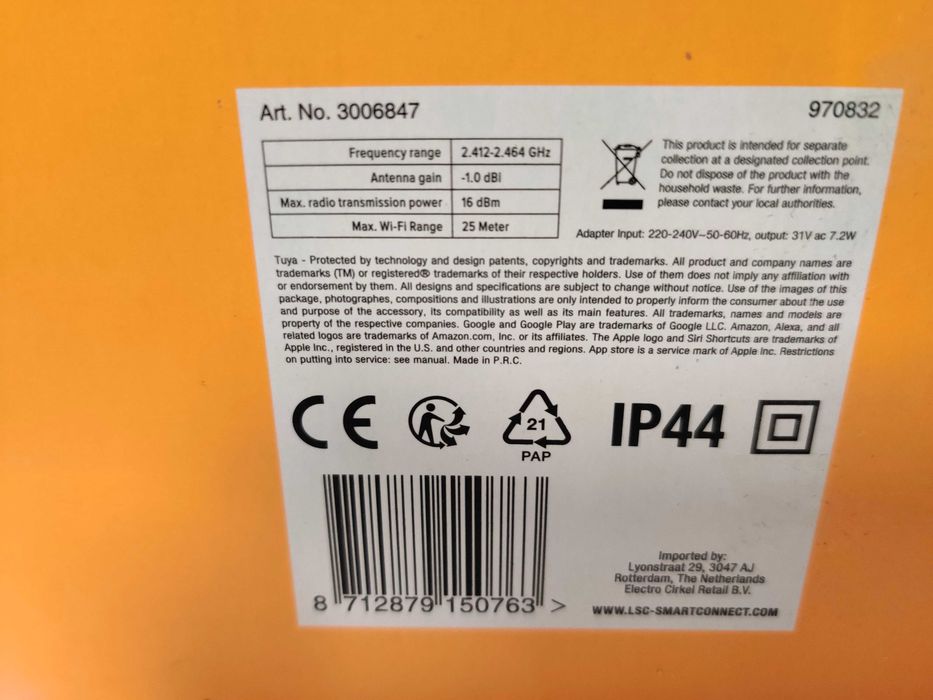 Art. No. 3006847
970832
Frequency range 2.412-2.464 GHz
Antenna gain -1.0 dBi
Max. radio transmission power 16 dBm
Max. Wi-Fi Range 25 Meter
This product is intended for separate
collection at a designated collection point.
Do not dispose of the product with the
household waste. For further information,
please contact your local authorities.
Adapter Input: 220-240V~50-60Hz, output: 31V ac 7.2W
Tuya - Protected by technology and design patents, copyrights and trademarks. All product and company names are
trademarks (TM) or registered® trademarks of their respective holders. Use of them does not imply any affiliation with
or endorsement by them. All designs and specifications are subject to change without notice. Use of the images of this
package, photographes, compositions and illustrations are only intended to properly inform the consumer about the use
and purpose of the accessory, its compatibility as well as its main features. All trademarks, names and models are
property of the respective companies. Google and Google Play are trademarks of Google LLC. Amazon, Alexa, and all
related logos are trademarks of Amazon.com, Inc. or its affiliates. The Apple logo and Siri Shortcuts are trademarks of
Apple Inc., registered in the U.S. and other countries and regions. App store is a service mark of Apple Inc. Restrictions
on putting into service: see manual. Made in P.R.C.
CE
21
PAP
IP44
8 712879 150763 >
Imported by:
Lyonstraat 29, 3047 AJ
Rotterdam, The Netherlands
Electro Cirkel Retail B.V.
WWW.LSC-SMARTCONNECT.COM